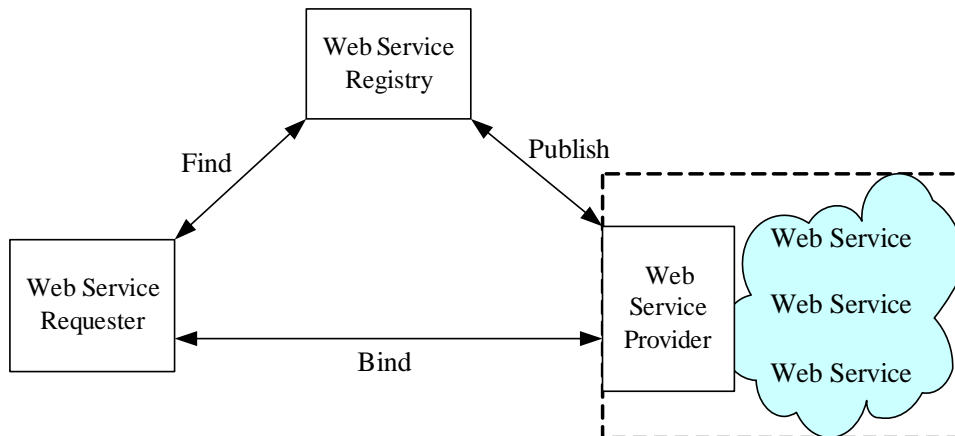 Web Service
Registry
Find
Publish
Web Service
Requester
Web
Service
Provider
Web Service
Web Service
Web Service
Bind